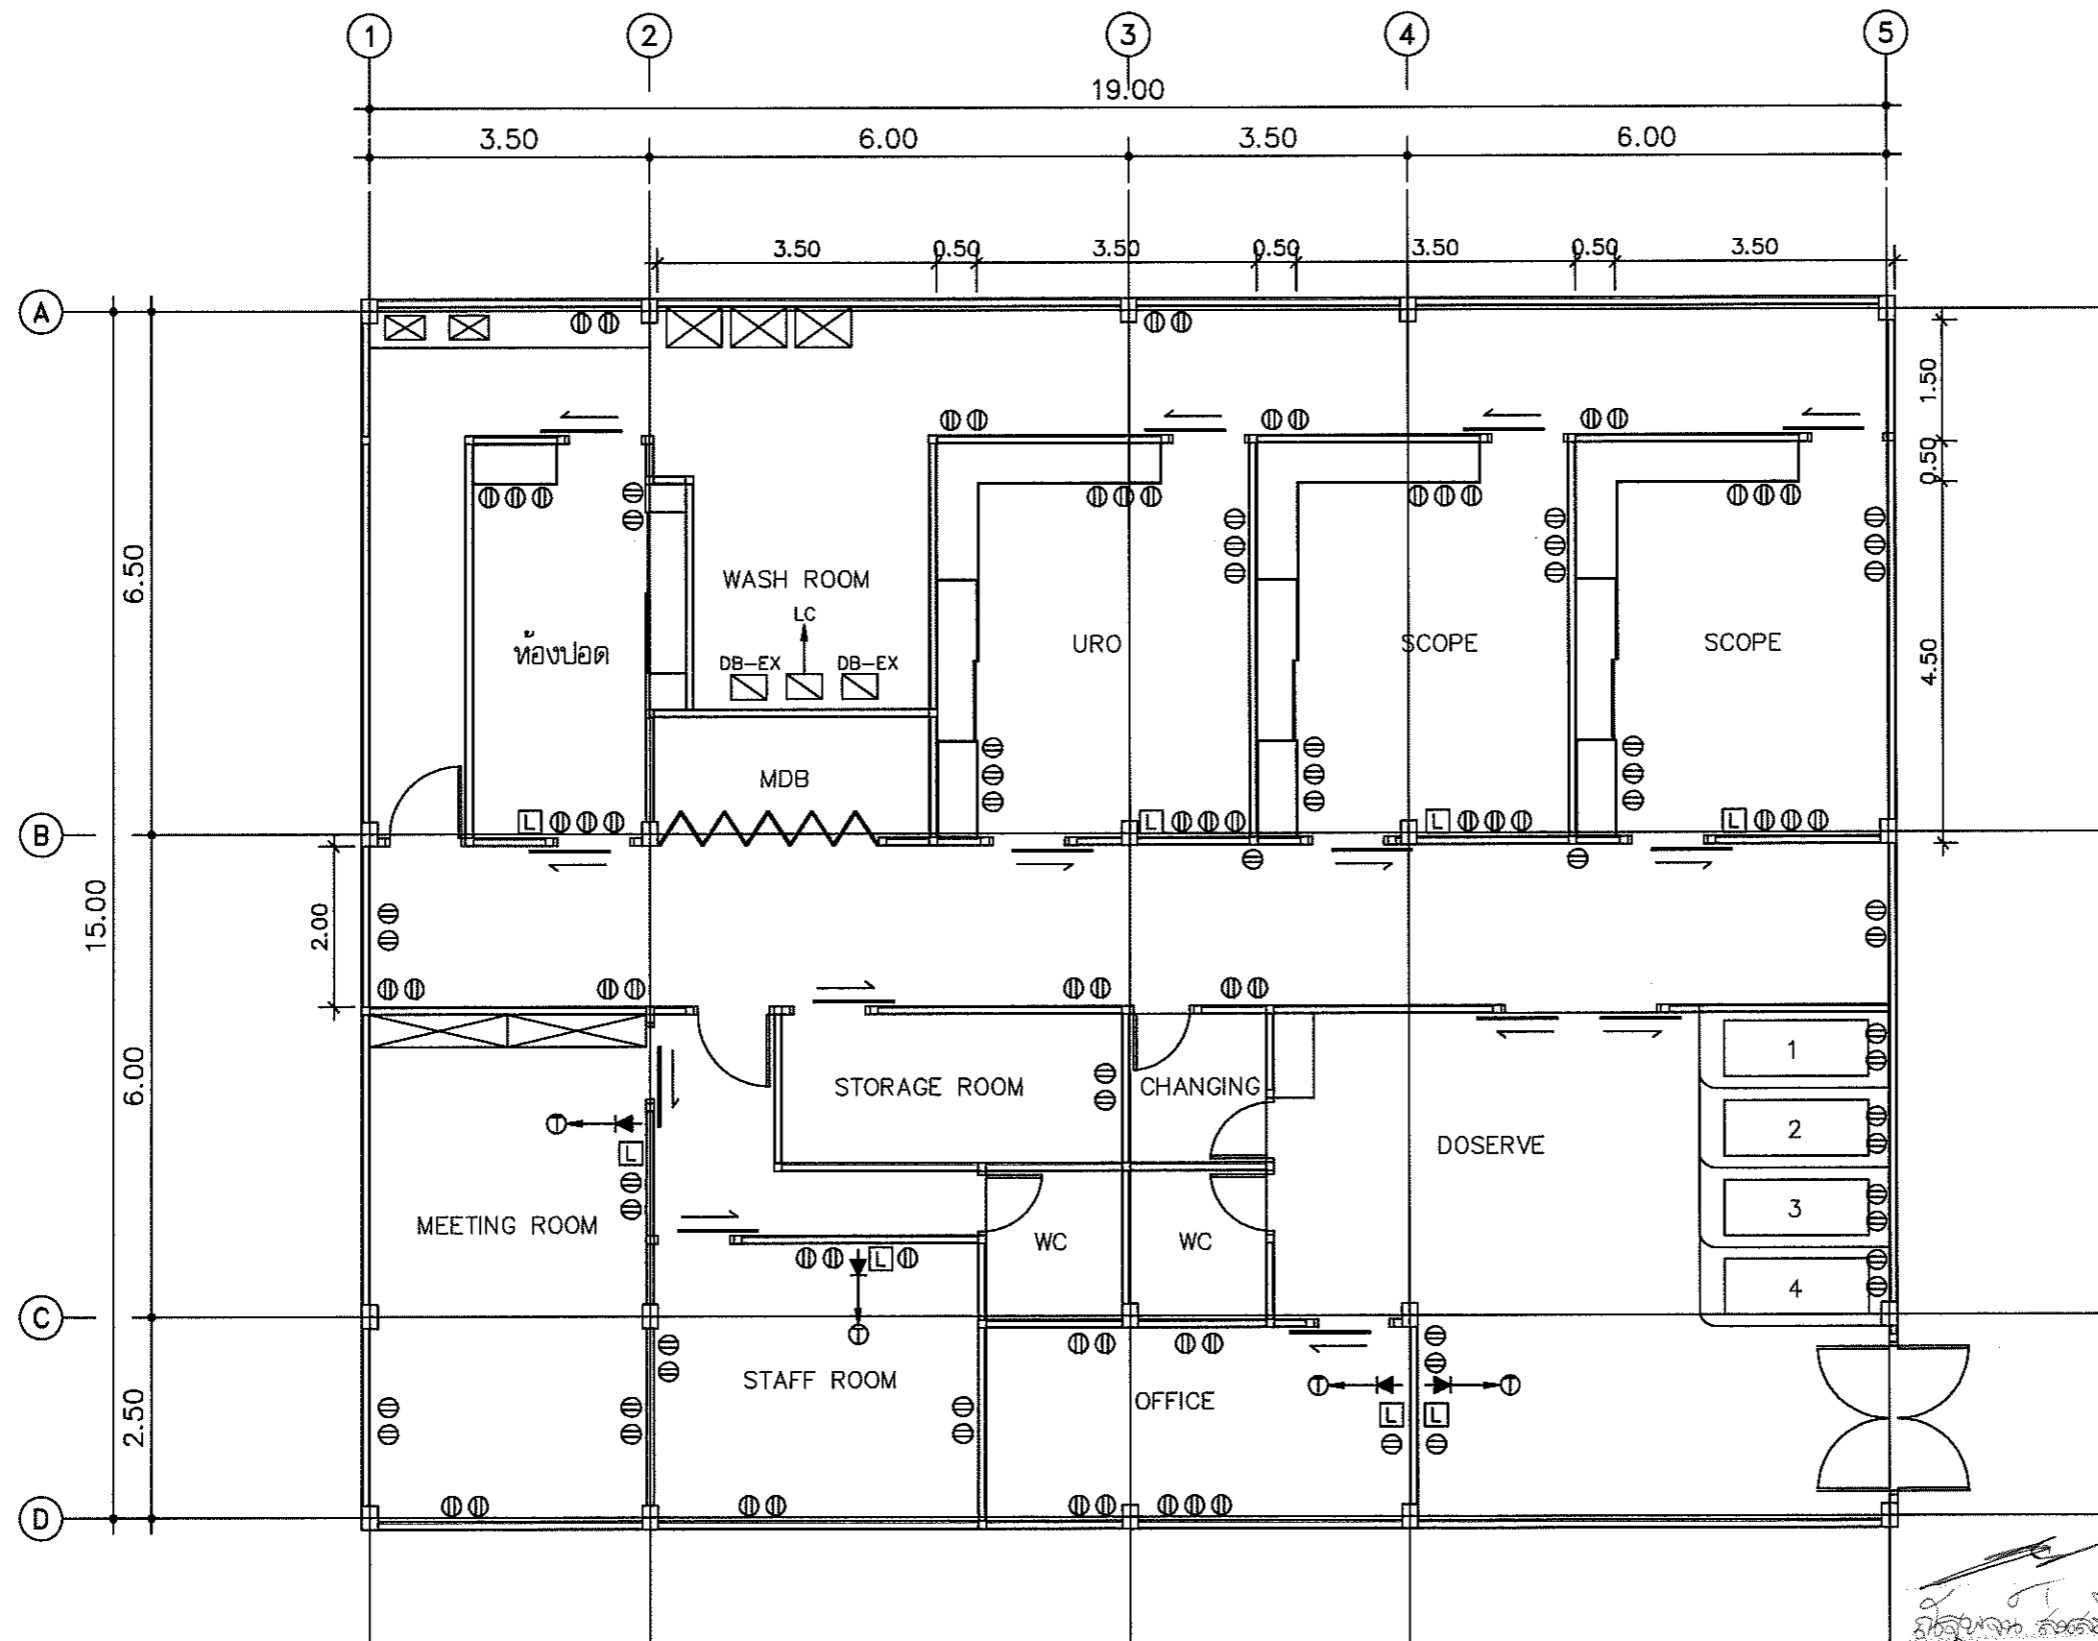 1 2 3 4 5
19.00
3.50 6.00 3.50 6.00
3.50 0.50 3.50 0.50 3.50 0.50 3.50
A
1.50
0.50
6.50
WASH ROOM
LC
ห้องปอด
DB-EX DB-EX
URO SCOPE SCOPE
4.50
MDB
L L L L
B
15.00
2.00
6.00
STORAGE ROOM CHANGING
1
DOSERVE
2
L
MEETING ROOM
3
WC WC
L
4
C
T
STAFF ROOM
T T T
OFFICE
L L
2.50
D